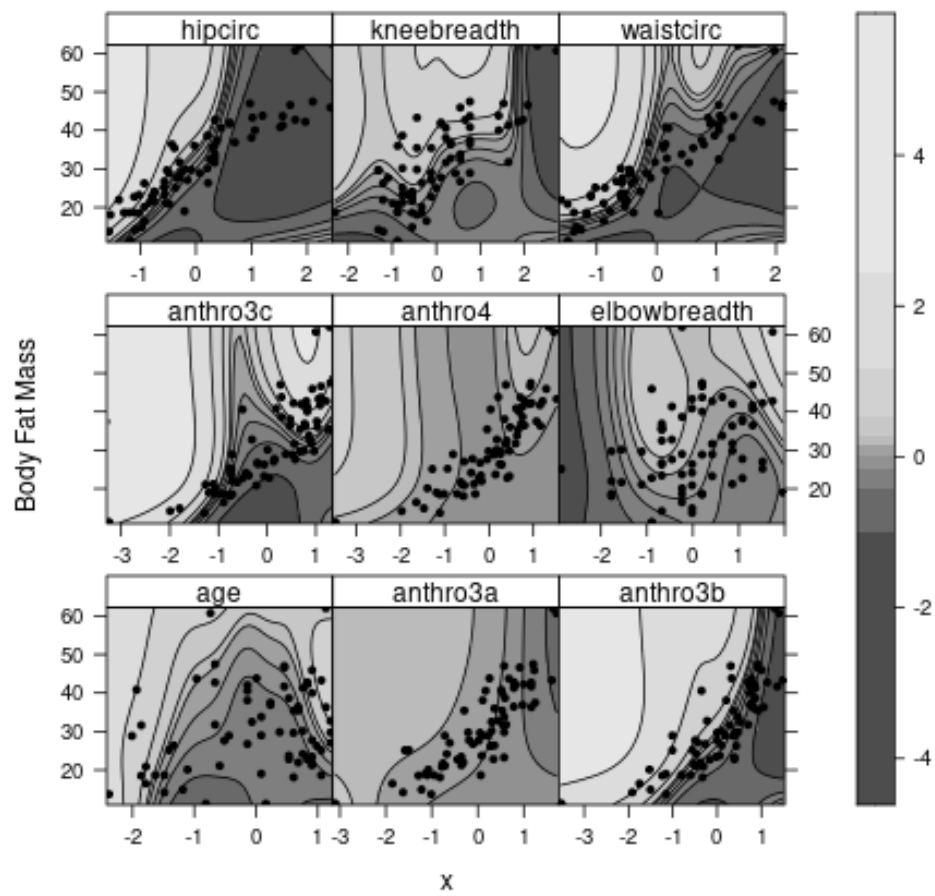 hipcirc kneebreadth waistcirc
60
50
40
30
20
-1 0 1 2 -2 -1 0 1 2 -1 0 1 2
anthro3c anthro4 elbowbreadth
60
50
40
30
20
-3 -2 -1 0 1 -3 -2 -1 0 1 -2 -1 0 1
age anthro3a anthro3b
60
50
40
30
20
-2 -1 0 1 -3 -2 -1 0 1 -3 -2 -1 0 1
Body Fat Mass
x
4
2
0
-2
-4